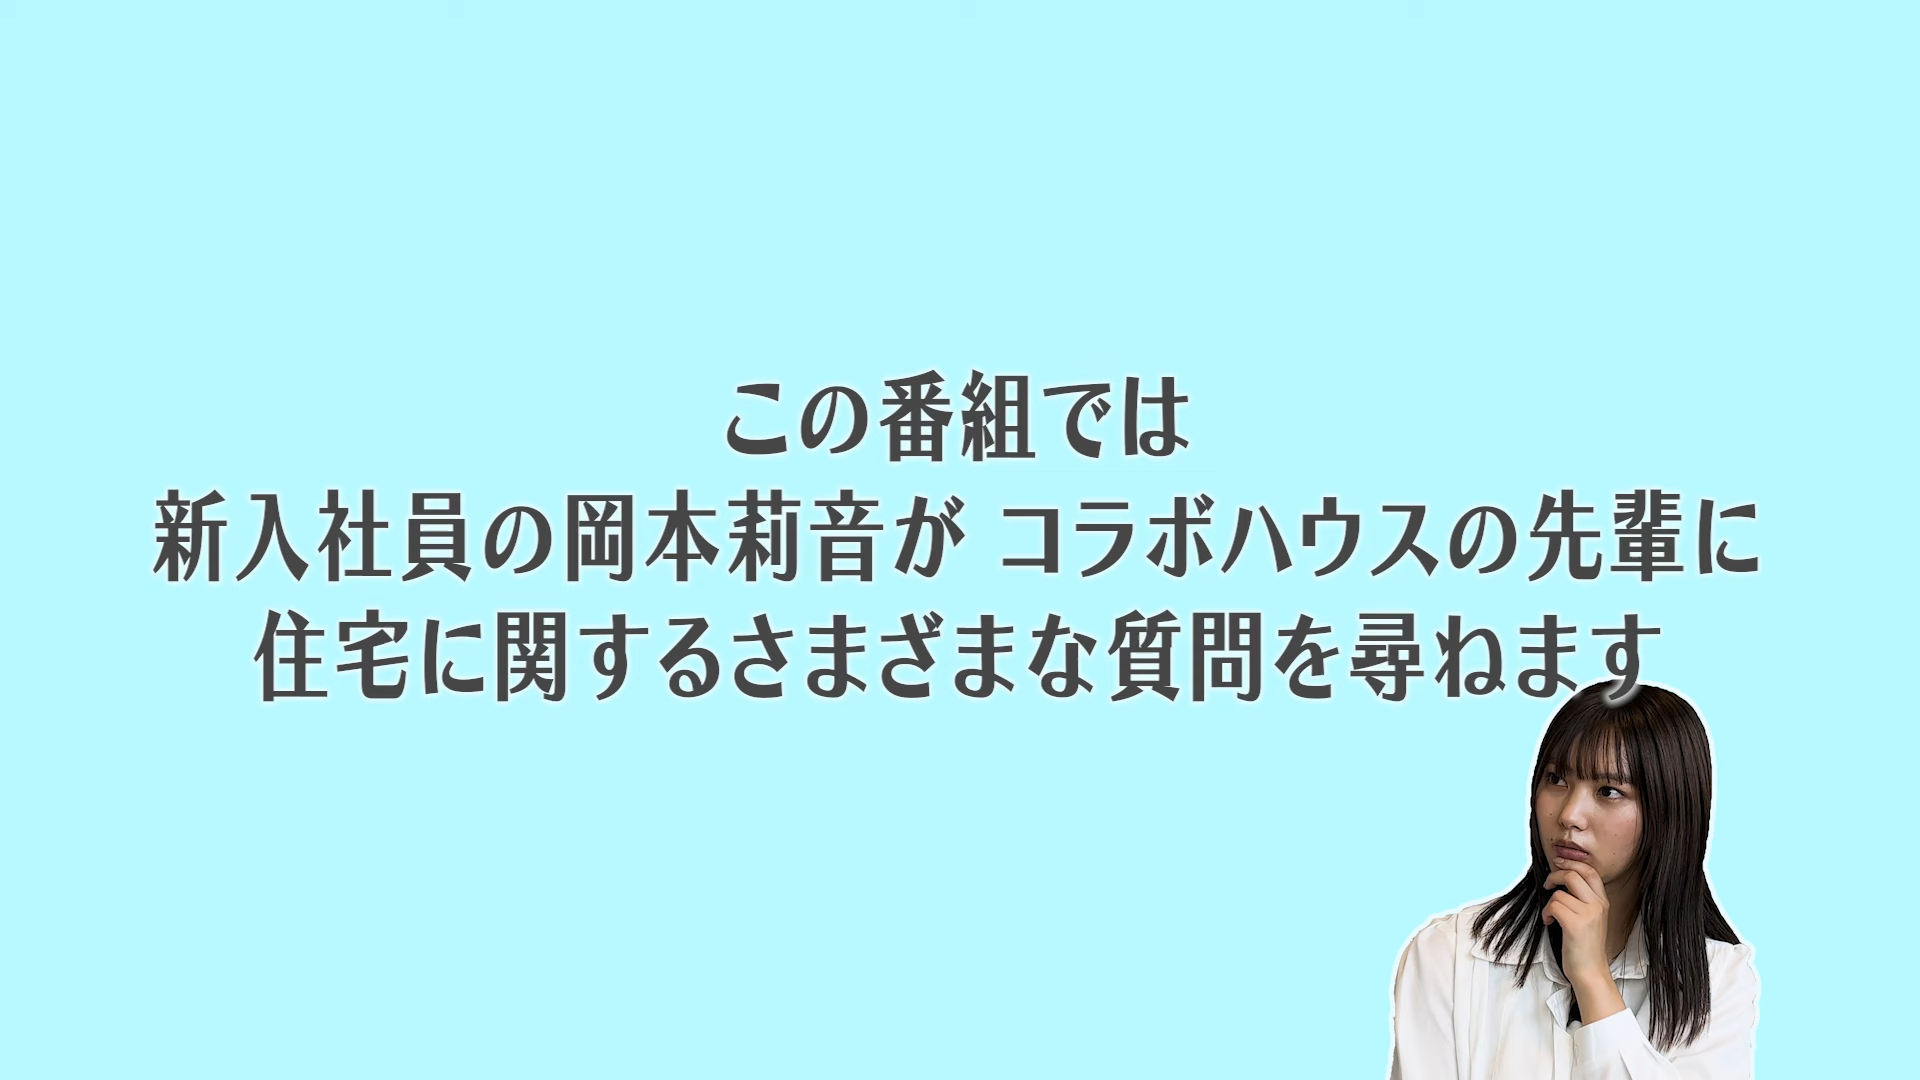 この番組では
新入社員の岡本莉音が コラボハウスの先輩に
住宅に関するさまざまな質問を尋ねます